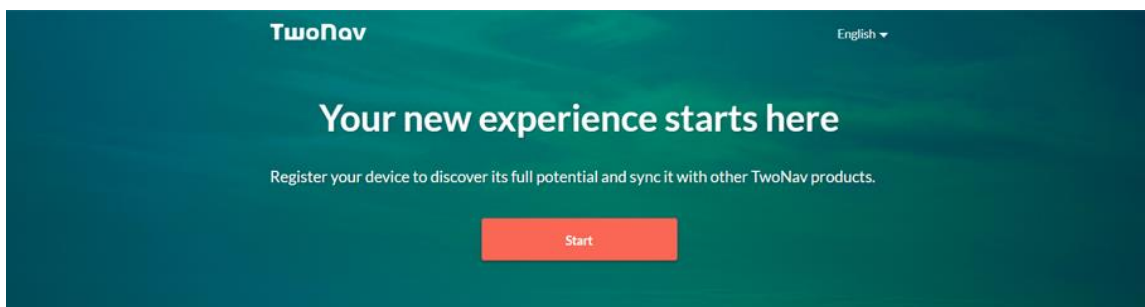 TwoNav
English
Your new experience starts here
Register your device to discover its full potential and sync it with other TwoNav products.
Start